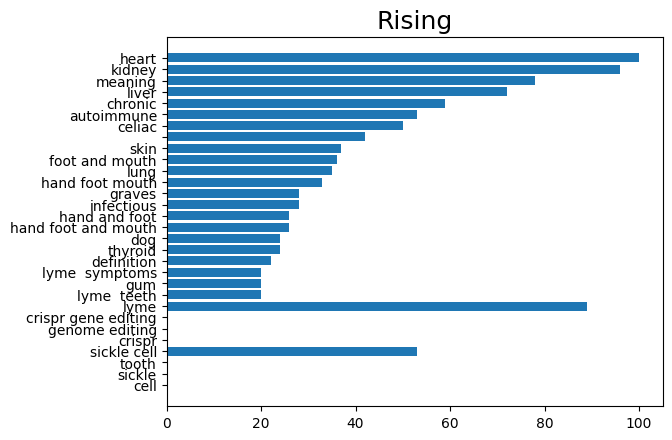 Rising
heart
kidney
meaning
liver
chronic
autoimmune
celiac
skin
foot and mouth
lung
hand foot mouth
graves
infectious
hand and foot
hand foot and mouth
dog
thyroid
definition
lyme  symptoms
gum
lyme  teeth
lyme
crispr gene editing
genome editing
crispr
sickle cell
tooth
sickle
cell
0 20 40 60 80 100